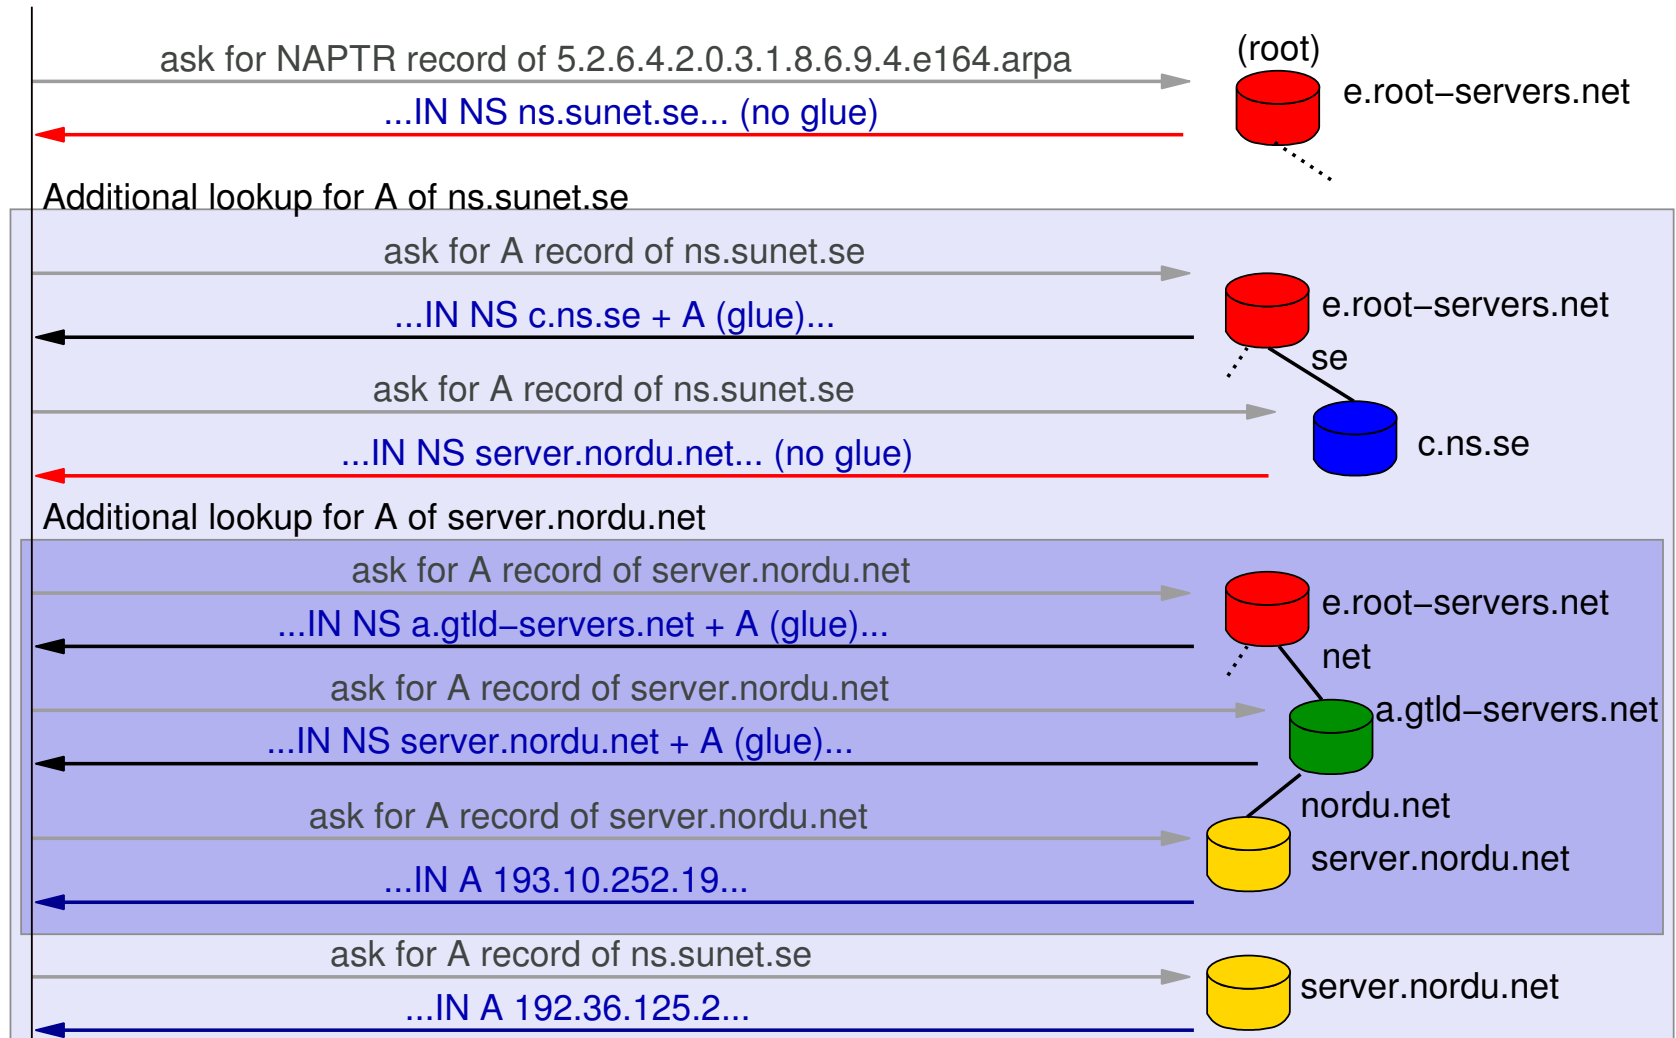 (root)
ask for NAPTR record of 5.2.6.4.2.0.3.1.8.6.9.4.e164.arpa
e.root−servers.net
...IN NS ns.sunet.se... (no glue)
Additional lookup for A of ns.sunet.se
ask for A record of ns.sunet.se
e.root−servers.net
...IN NS c.ns.se + A (glue)...
se
ask for A record of ns.sunet.se
c.ns.se
...IN NS server.nordu.net... (no glue)
Additional lookup for A of server.nordu.net
ask for A record of server.nordu.net
e.root−servers.net
...IN NS a.gtld−servers.net + A (glue)...
net
ask for A record of server.nordu.net
a.gtld−servers.net
...IN NS server.nordu.net + A (glue)...
nordu.net
ask for A record of server.nordu.net
server.nordu.net
...IN A 193.10.252.19...
ask for A record of ns.sunet.se
server.nordu.net
...IN A 192.36.125.2...